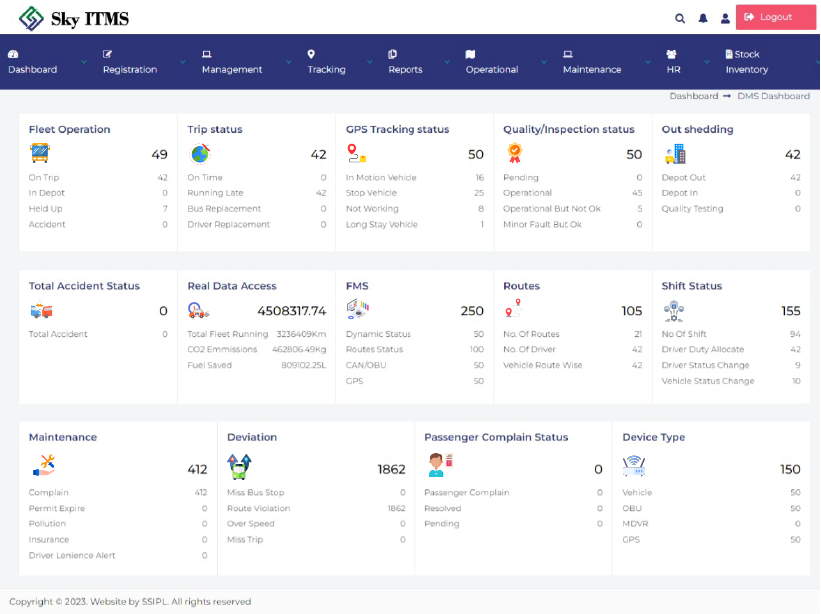 Sky ITMS
Logout
Dashboard Registration Management Tracking Reports Operational Maintenance HR Stock Inventory
Dashboard ➞ DMS Dashboard
Fleet Operation
49
On Trip 42
In Depot 0
Held Up 7
Accident 0
Trip status
42
On Time 0
Running Late 42
Bus Replacement 0
Driver Replacement 0
GPS Tracking status
50
In Motion Vehicle 16
Stop Vehicle 25
Not Working 8
Long Stay Vehicle 1
Quality/Inspection status
50
Pending 0
Operational 45
Operational But Not Ok 5
Minor Fault But Ok 0
Out shedding
42
Depot Out 42
Depot In 0
Quality Testing 0
Total Accident Status
0
Total Accident 0
Real Data Access
4508317.74
Total Fleet Running 3236409Km
CO2 Emmissions 462806.49Kg
Fuel Saved 809102.25L
FMS
250
Dynamic Status 50
Routes Status 100
CAN/OBU 50
GPS 50
Routes
105
No. Of Routes 21
No. Of Driver 42
Vehicle Route Wise 42
Shift Status
155
No Of Shift 94
Driver Duty Allocate 42
Driver Status Change 9
Vehicle Status Change 10
Maintenance
412
Complain 412
Permit Expire 0
Pollution 0
Insurance 0
Driver Lenience Alert 0
Deviation
1862
Miss Bus Stop 0
Route Violation 1862
Over Speed 0
Miss Trip 0
Passenger Complain Status
0
Passenger Complain 0
Resolved 0
Pending 0
Device Type
150
Vehicle 50
OBU 50
MDVR 0
GPS 50
Copyright © 2023. Website by SSIPL. All rights reserved